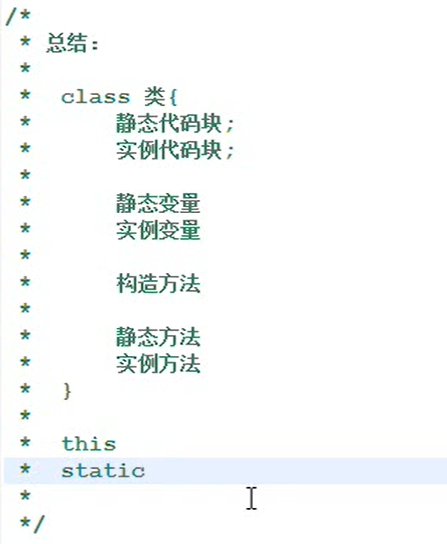 /*
 * 总结：
 *
 *  class 类{
 *      静态代码块;
 *      实例代码块;
 *
 *      静态变量
 *      实例变量
 *
 *      构造方法
 *
 *      静态方法
 *      实例方法
 *  }
 *
 *  this
 *  static
 *
 */